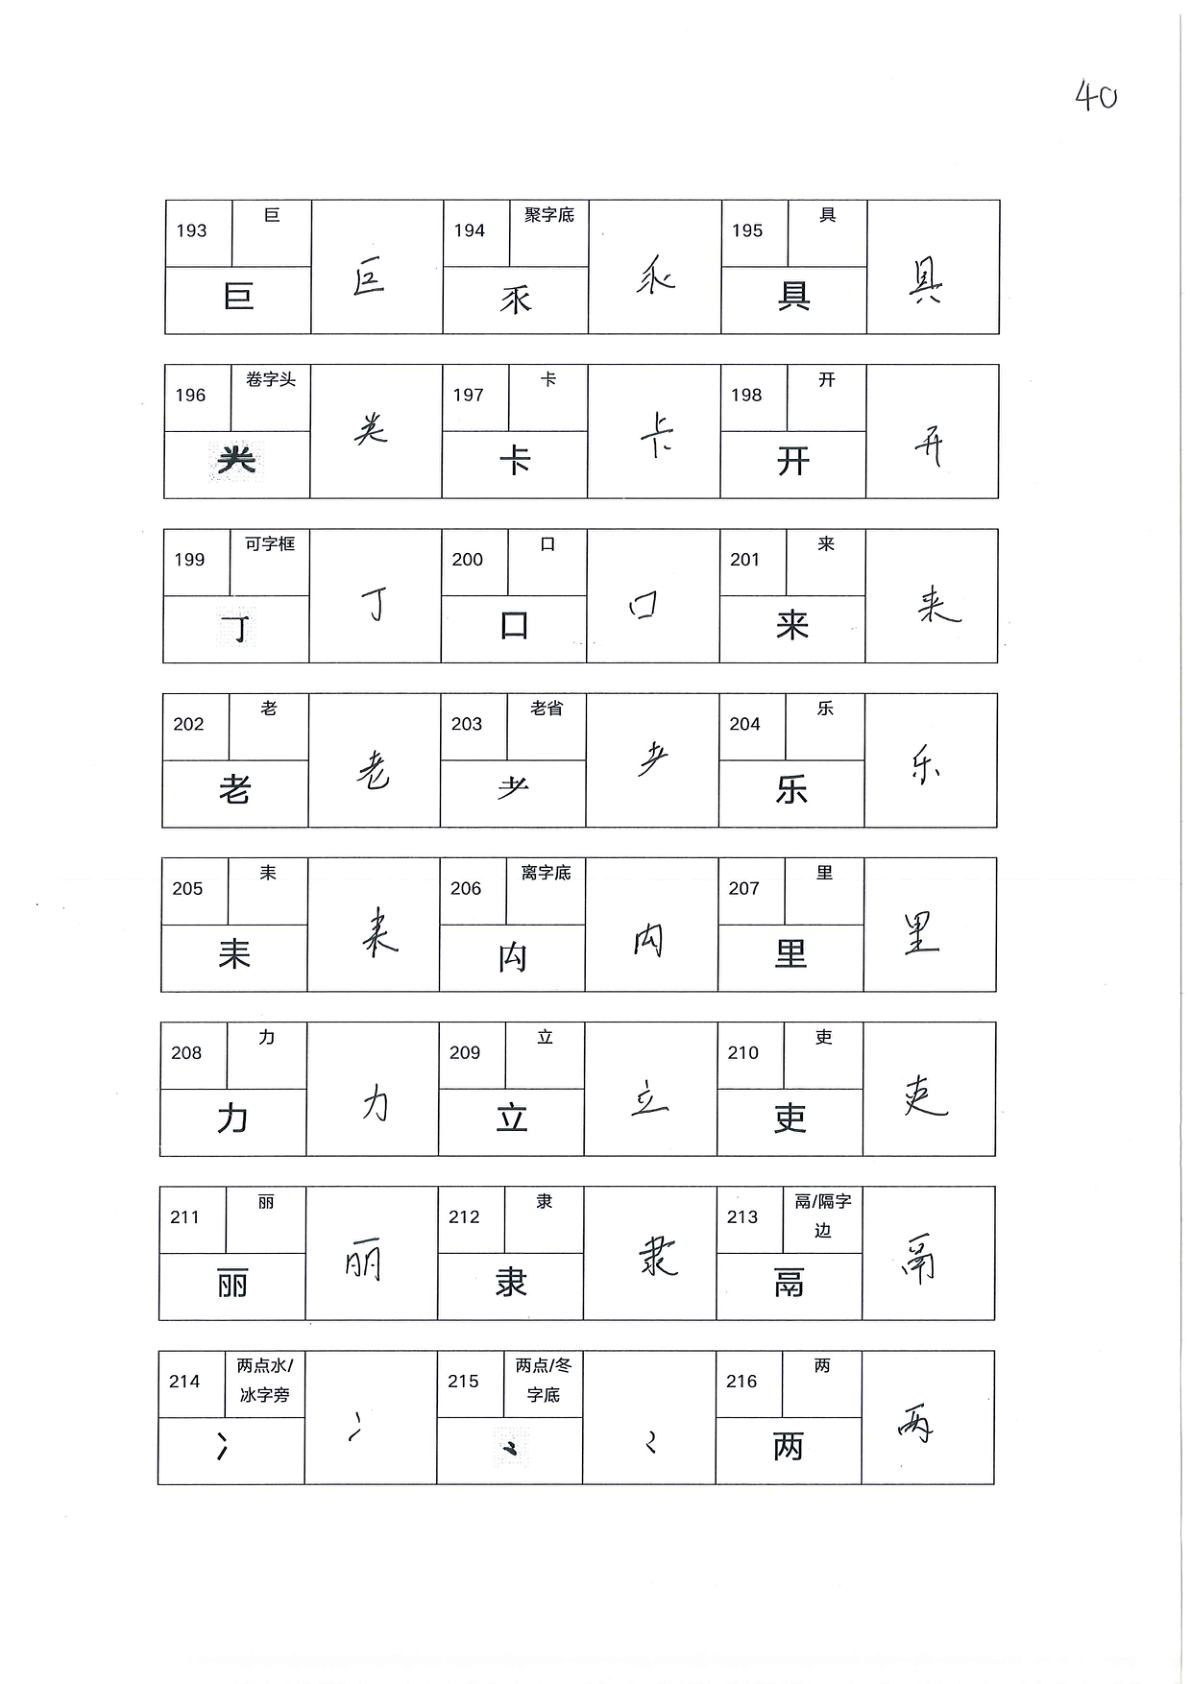 40
193 巨 194 聚字底 195 具
巨 巨 乑 乑 具 具
196 卷字头 197 卡 198 开
龹 龹 卡 卡 开 开
199 可字框 200 口 201 来
丁 丁 口 口 来 来
202 老 203 老省 204 乐
老 老 耂 耂 乐 乐
205 耒 206 离字底 207 里
耒 耒 禸 禸 里 里
208 力 209 立 210 吏
力 力 立 立 吏 吏
211 丽 212 隶 213 鬲/隔字
边
丽 丽 隶 隶 鬲 鬲
214 两点水/ 215 两点/冬 216 两
冰字旁 字底
冫 冫 两 两